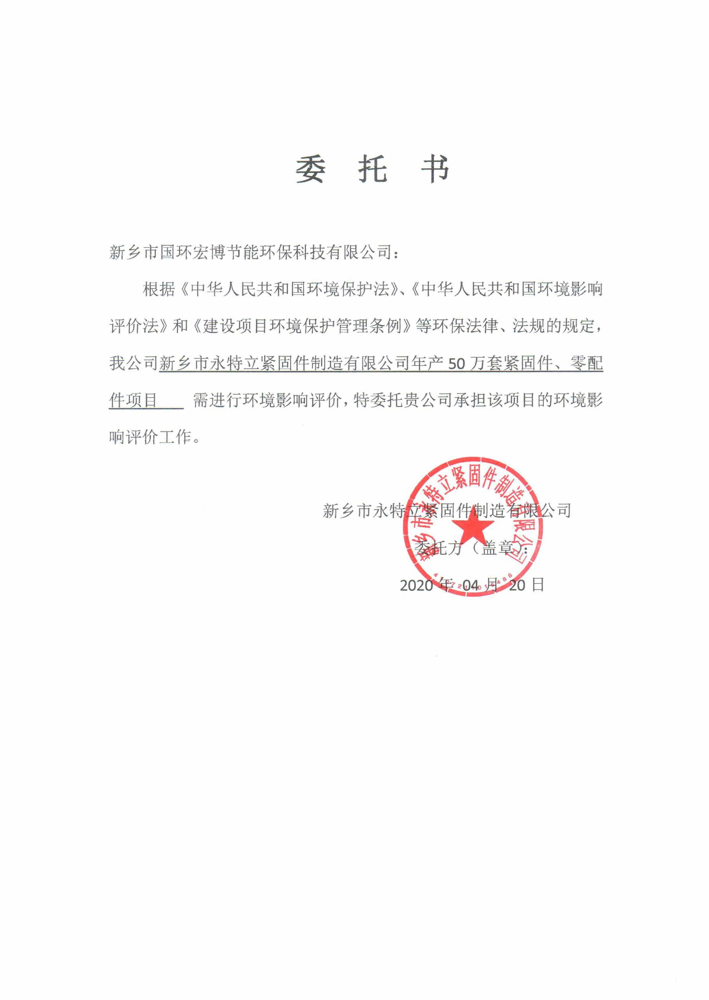 委 托 书
新乡市国环宏博节能环保科技有限公司：
根据《中华人民共和国环境保护法》、《中华人民共和国环境影响
评价法》和《建设项目环境保护管理条例》等环保法律、法规的规定，
我公司新乡市永特立紧固件制造有限公司年产 50 万套紧固件、零配
件项目 需进行环境影响评价，特委托贵公司承担该项目的环境影
响评价工作。
新乡市永特立紧固件制造有限公司
新乡市永特立紧固件制造有限公司
委托方（盖章）：
2020 年 04 月 20 日